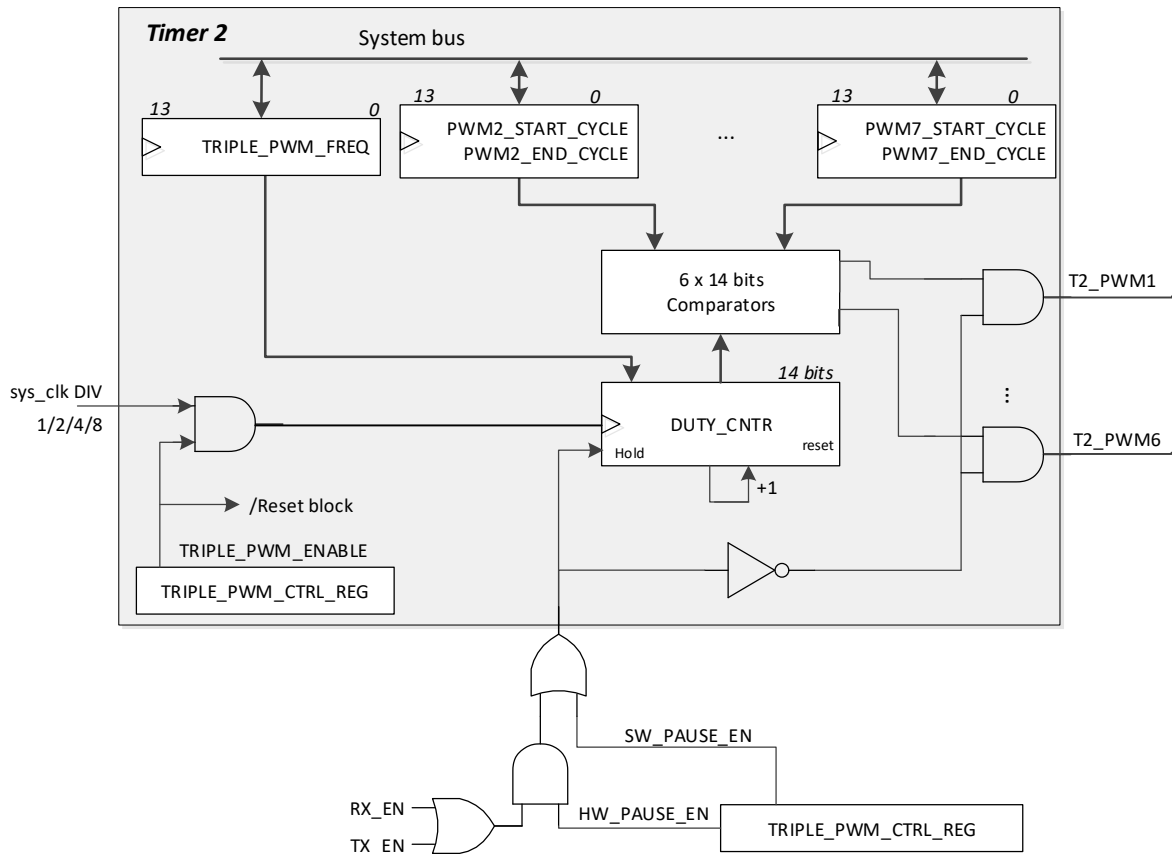 Timer 2
System bus
13
0
13
0
13
0
TRIPLE_PWM_FREQ
PWM2_START_CYCLE
PWM2_END_CYCLE
...
PWM7_START_CYCLE
PWM7_END_CYCLE
6 x 14 bits
Comparators
T2_PWM1
14 bits
sys_clk DIV
1/2/4/8
DUTY_CNTR
Hold
reset
+1
...
T2_PWM6
/Reset block
TRIPLE_PWM_ENABLE
TRIPLE_PWM_CTRL_REG
SW_PAUSE_EN
RX_EN
HW_PAUSE_EN
TX_EN
TRIPLE_PWM_CTRL_REG